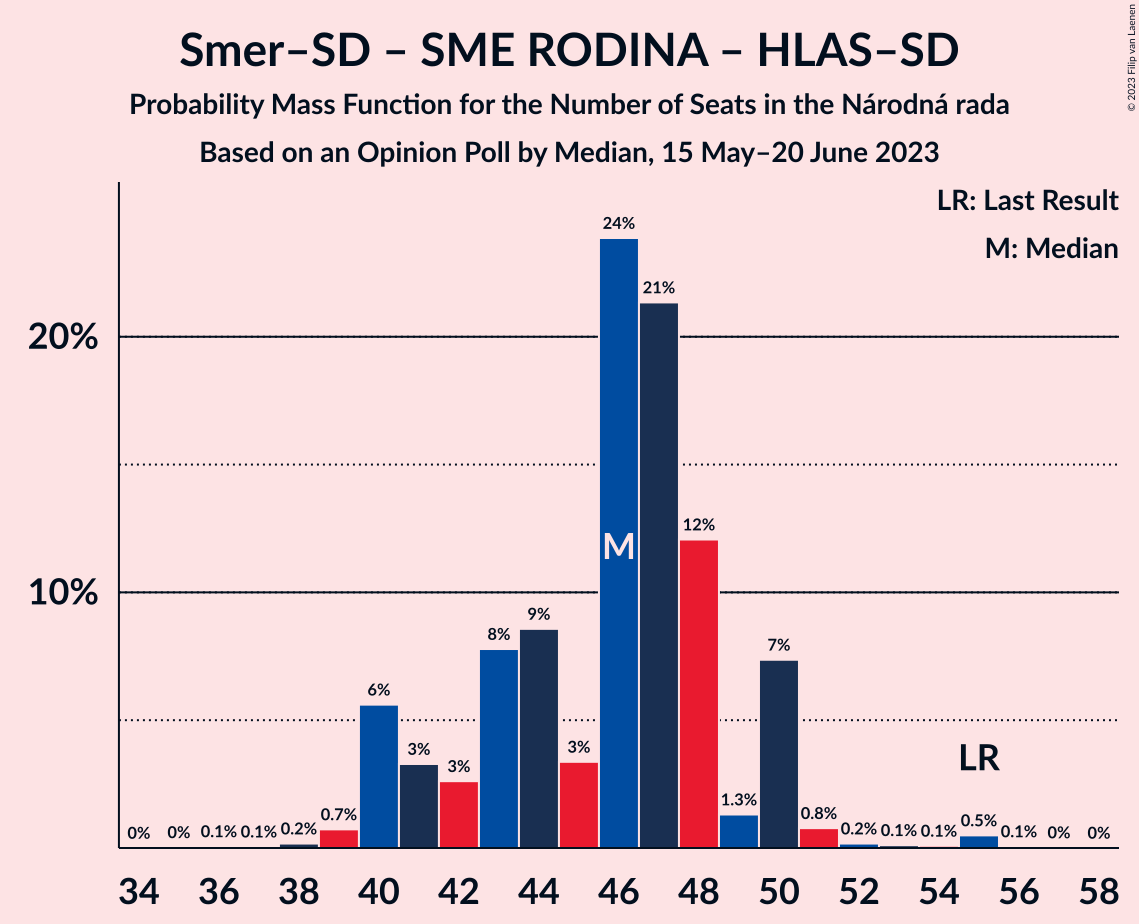 Smer–SD – SME RODINA – HLAS–SD
Probability Mass Function for the Number of Seats in the Národná rada
Based on an Opinion Poll by Median, 15 May–20 June 2023
© 2023 Filip van Laenen
LR: Last Result
M: Median
20%
10%
0% 0% 0.1% 0.1% 0.2% 0.7% 6% 3% 3% 8% 9% 3% 24% 21% 12% 1.3% 7% 0.8% 0.2% 0.1% 0.1% 0.5% 0.1% 0% 0%
M
LR
34 36 38 40 42 44 46 48 50 52 54 56 58